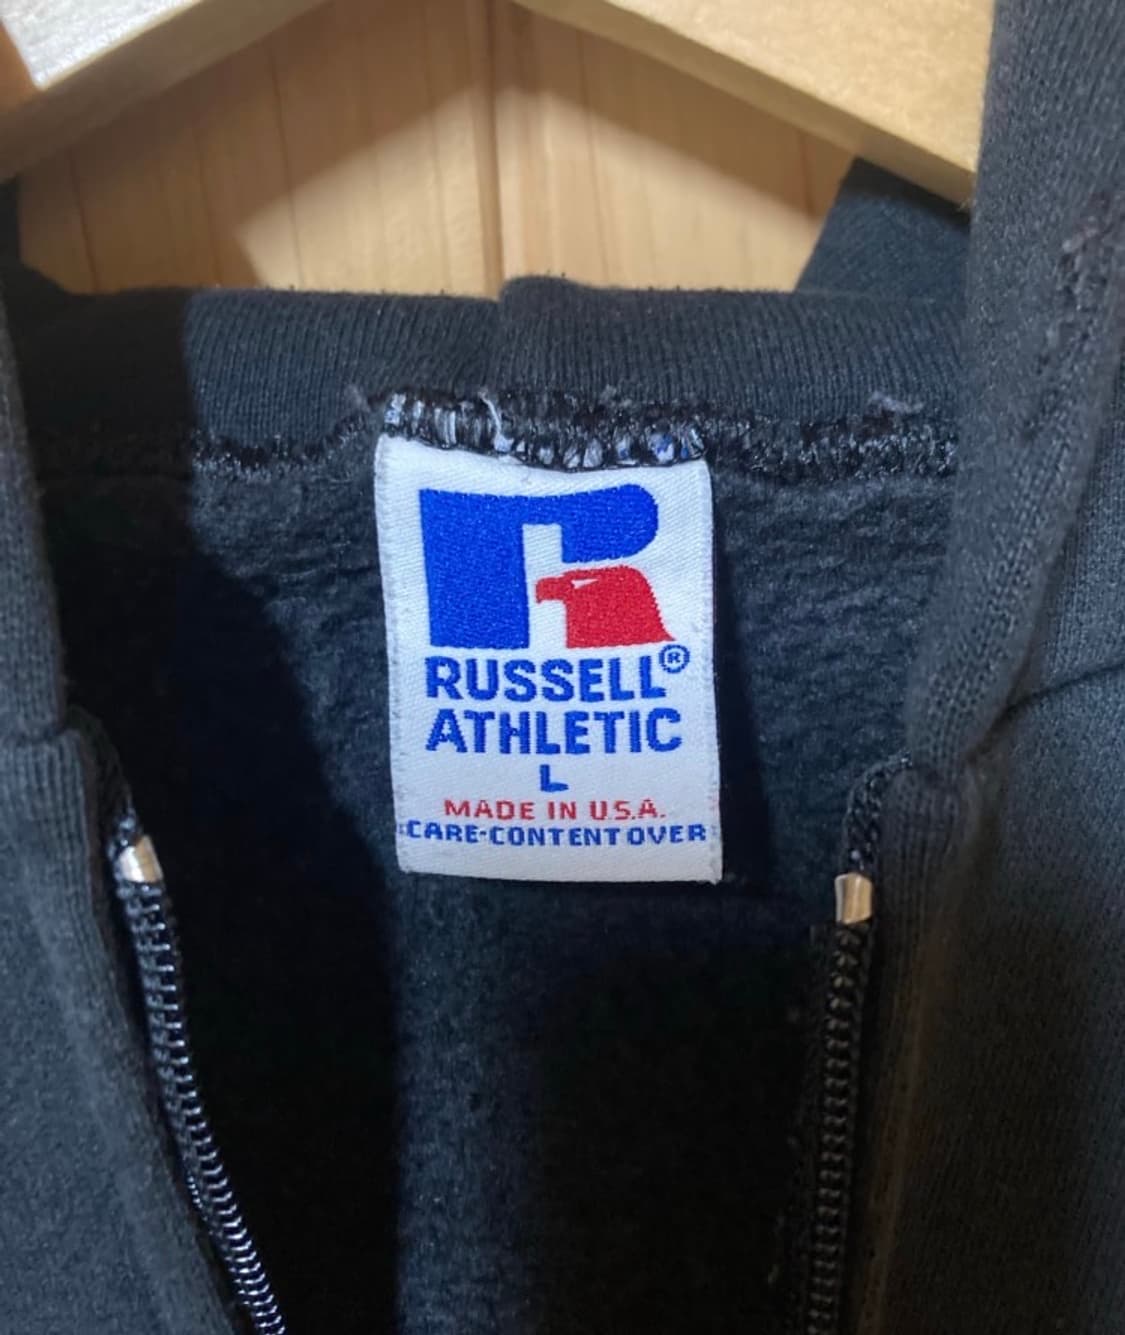 RUSSELL®
ATHLETIC
L
MADE IN U.S.A.
CARE-CONTENT OVER